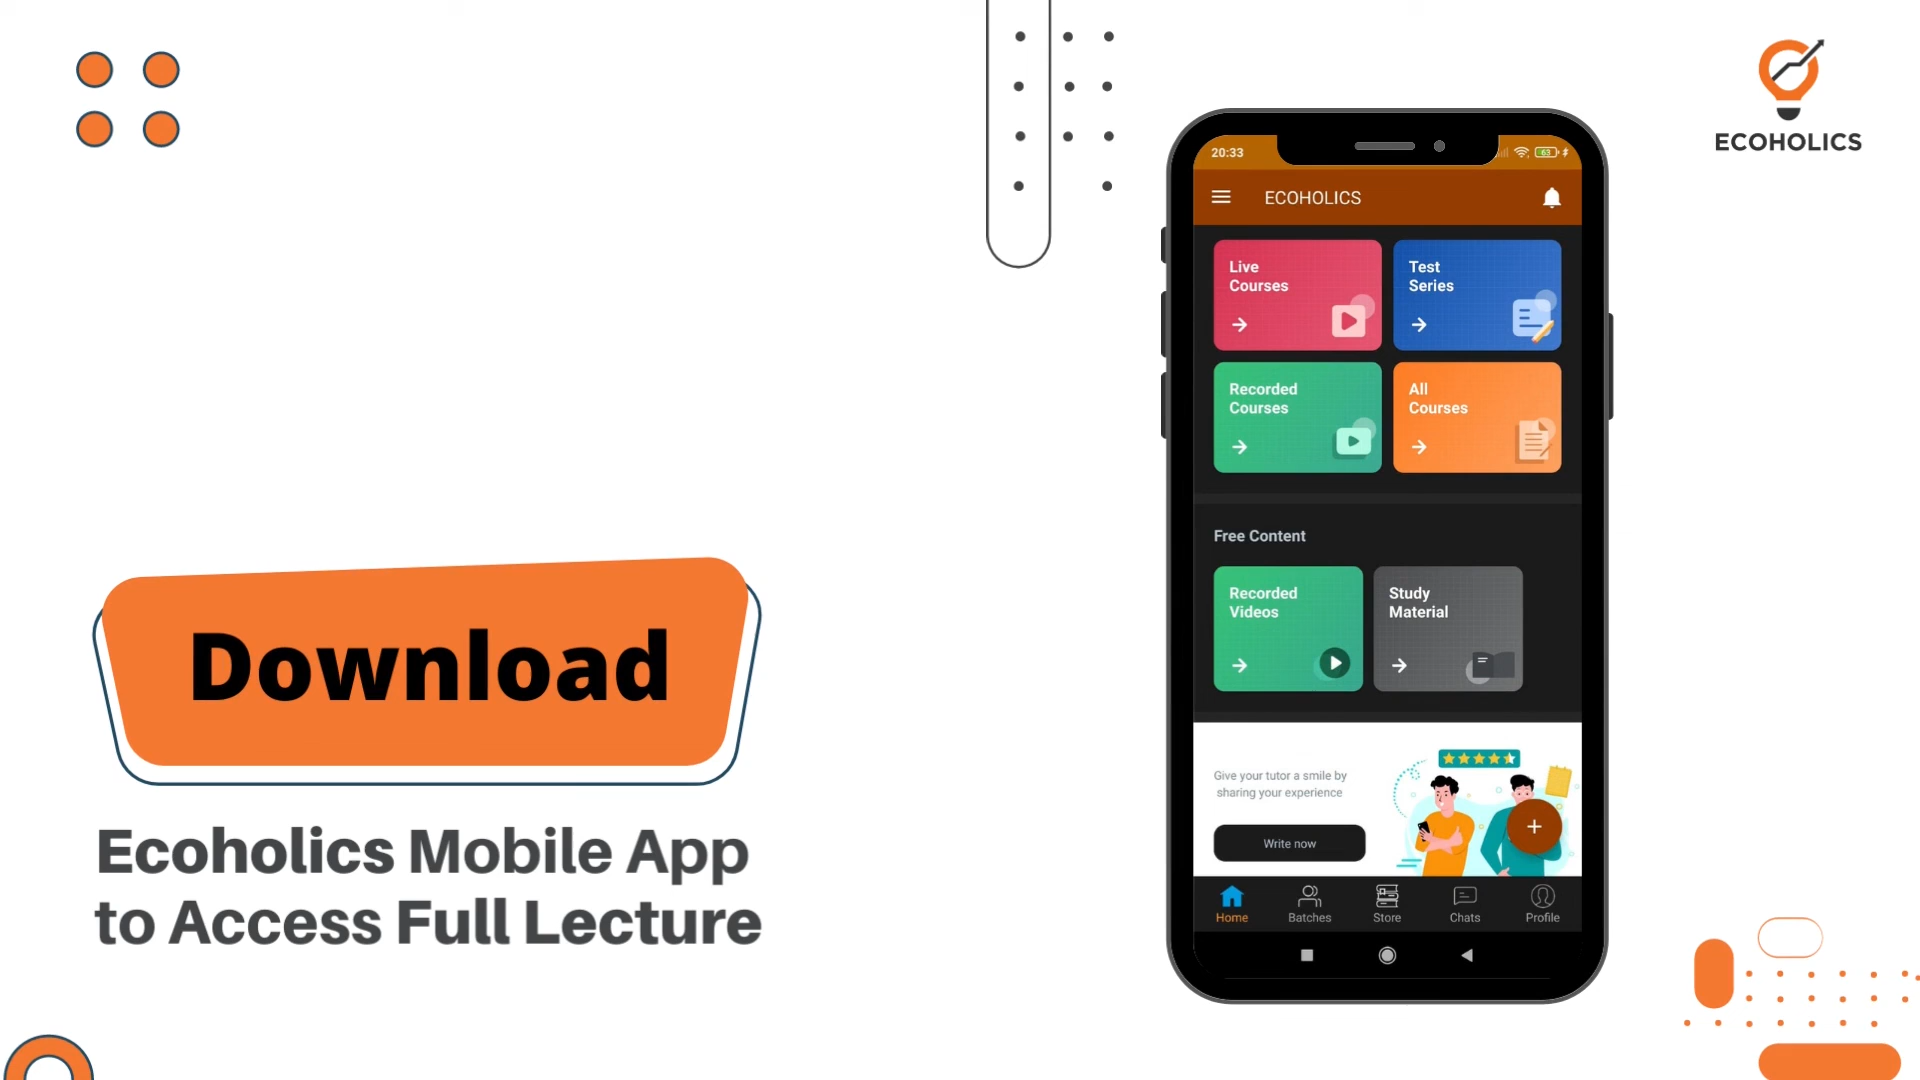 ECOHOLICS
Download
Ecoholics Mobile App
to Access Full Lecture
20:33
63
ECOHOLICS
Live
Courses
Test
Series
Recorded
Courses
All
Courses
Free Content
Recorded
Videos
Study
Material
Give your tutor a smile by
sharing your experience
Write now
Home
Batches
Store
Chats
Profile